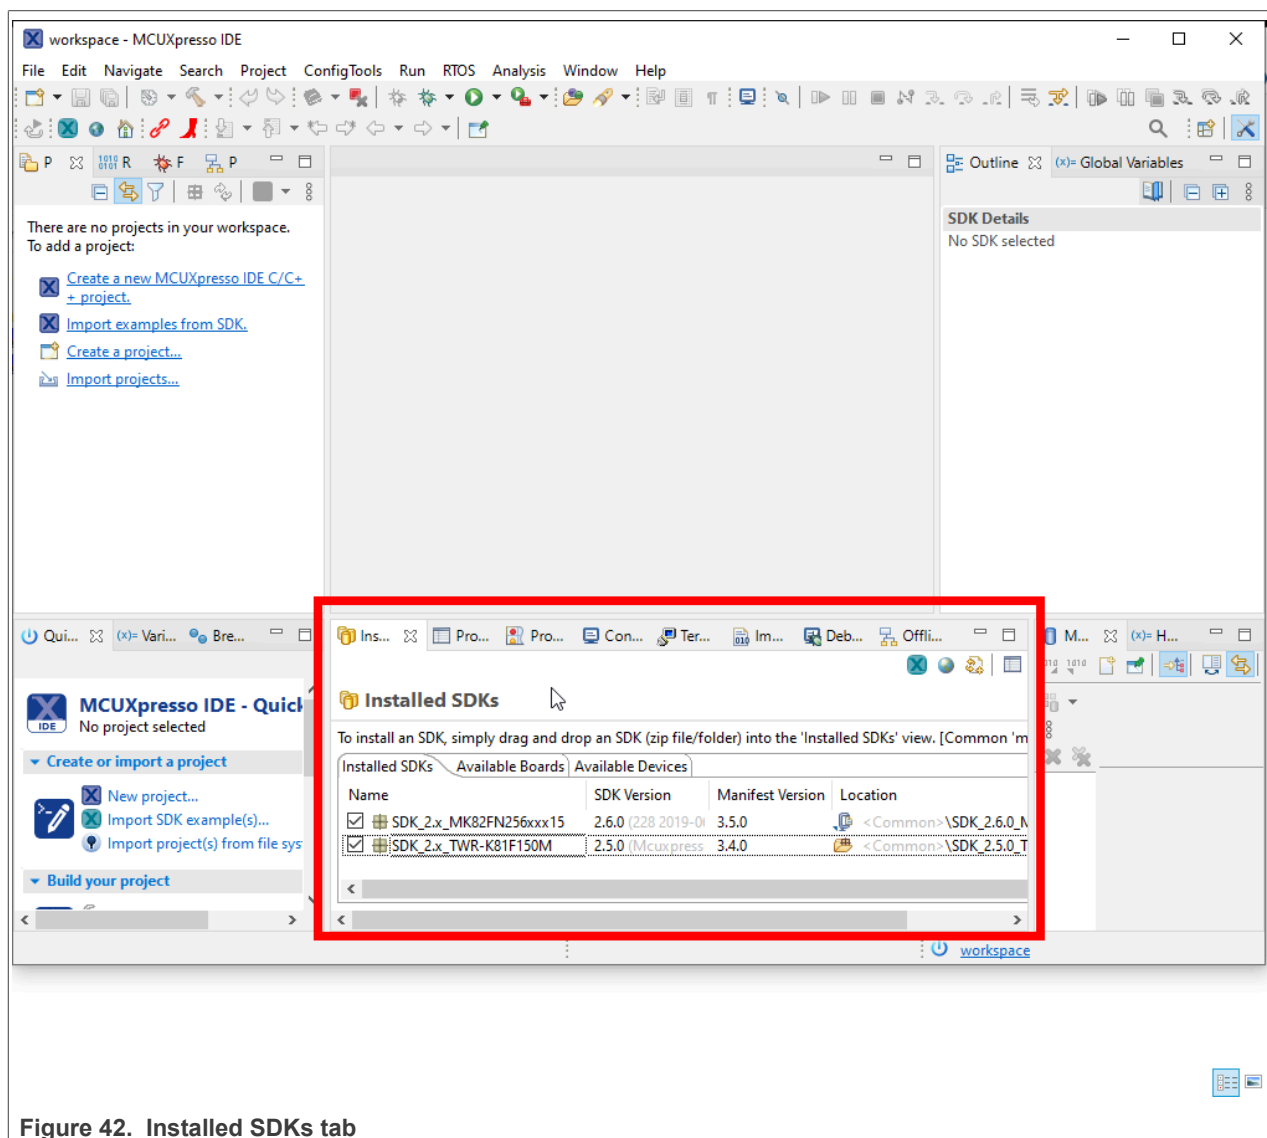 workspace - MCUXpresso IDE
File Edit Navigate Search Project ConfigTools Run RTOS Analysis Window Help
P R F P
There are no projects in your workspace.
To add a project:
Create a new MCUXpresso IDE C/C+
+ project.
Import examples from SDK.
Create a project...
Import projects...
Outline (x)= Global Variables
SDK Details
No SDK selected
Qui... (x)= Vari... Bre...
MCUXpresso IDE - Quick
IDE
No project selected
Create or import a project
New project...
Import SDK example(s)...
Import project(s) from file sys
Build your project
Ins... Pro... Pro... Con... Ter... Im... Deb... Offli...
Installed SDKs
To install an SDK, simply drag and drop an SDK (zip file/folder) into the 'Installed SDKs' view. [Common 'm
Installed SDKs Available Boards Available Devices
Name SDK Version Manifest Version Location
SDK_2.x_MK82FN256xxx15 2.6.0 (228 2019-0 3.5.0 <Common>\SDK_2.6.0_M
SDK_2.x_TWR-K81F150M 2.5.0 (Mcuxpress 3.4.0 <Common>\SDK_2.5.0_T
M... (x)= H...
workspace
Figure 42. Installed SDKs tab